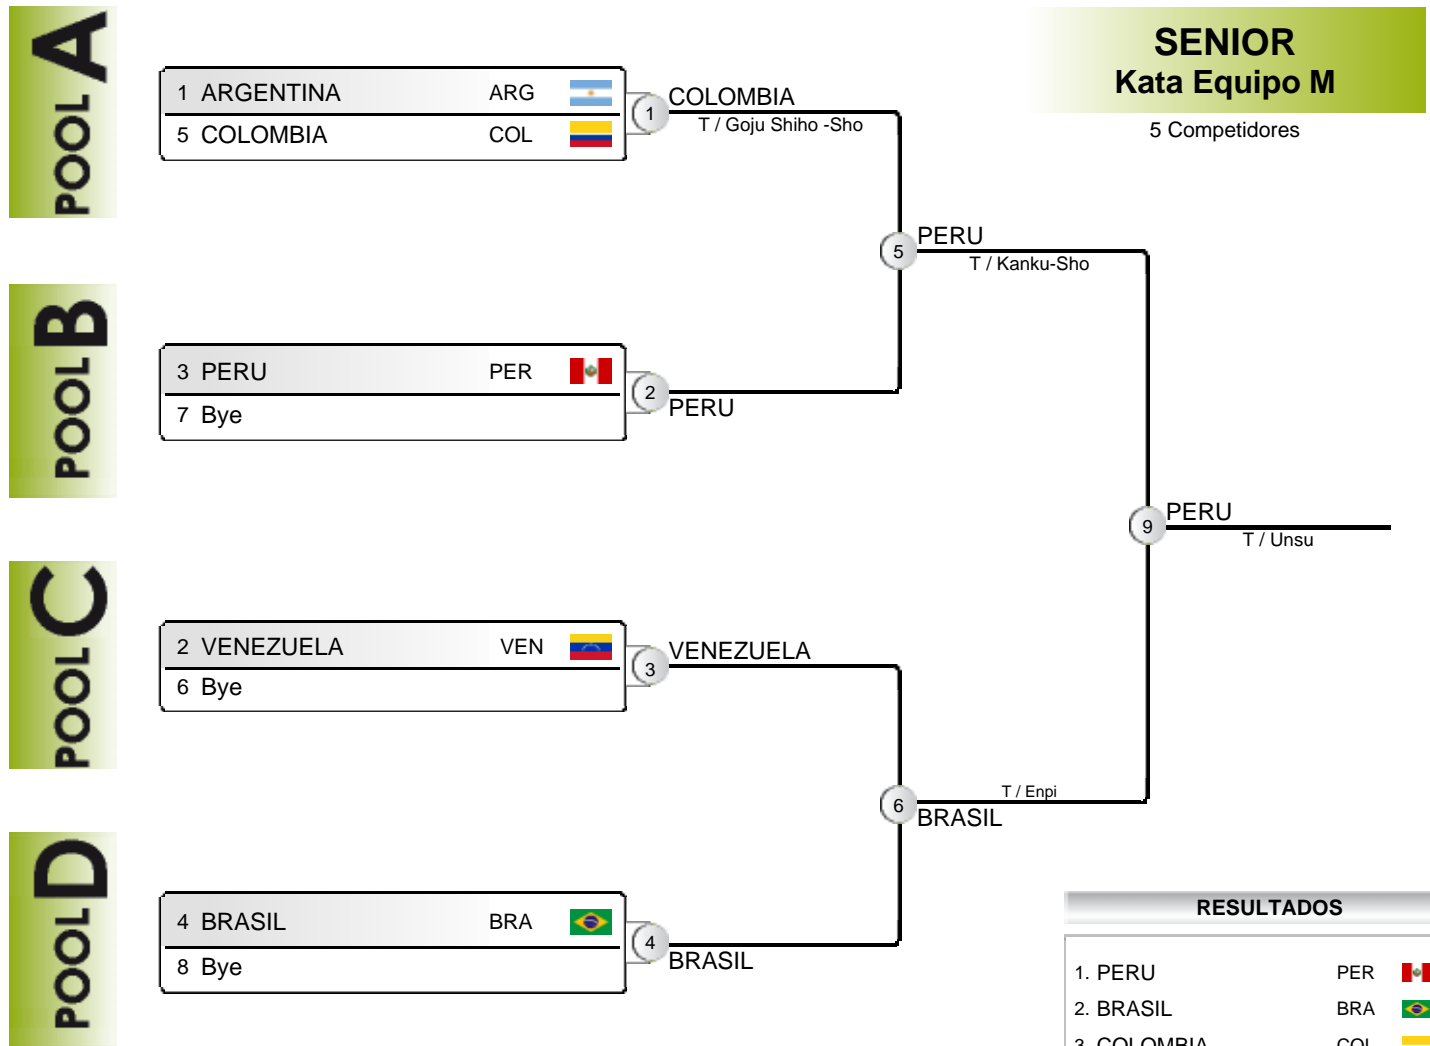 SENIOR
Kata Equipo M
5 Competidores
POOL A
1 ARGENTINA ARG
5 COLOMBIA COL
1
COLOMBIA
T / Goju Shiho -Sho
5
PERU
T / Kanku-Sho
POOL B
3 PERU PER
7 Bye
2
PERU
9
PERU
T / Unsu
POOL C
2 VENEZUELA VEN
6 Bye
3
VENEZUELA
6
T / Enpi
BRASIL
POOL D
4 BRASIL BRA
8 Bye
4
BRASIL
RESULTADOS
1. PERU PER
2. BRASIL BRA
3. COLOMBIA COL